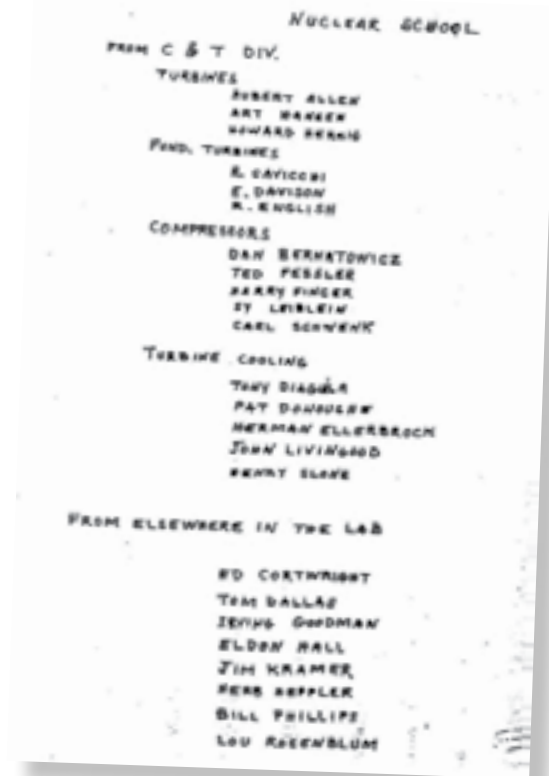 NUCLEAR SCHOOL
FROM C & T DIV.
TURBINES
ROBERT ALLEN
ART HANSEN
HOWARD HERNIG
FUND. TURBINES
R. CAVICCHI
E. DAVISON
R. ENGLISH
COMPRESSORS
DAN BERNATOWICZ
TED FESSLER
HARRY FINGER
SY LEIBLEIN
CARL SCHWENK
TURBINE COOLING
TONY DIAGUILA
PAT DONOUGHE
HERMAN ELLERBROCK
JOHN LIVINGOOD
HENRY SLONE
FROM ELSEWHERE IN THE LAB
ED CORTWRIGHT
TOM DALLAS
IRVING GOODMAN
ELDON HALL
JIM KRAMER
HERB HEPPLER
BILL PHILLIPS
LOU ROSENBLUM